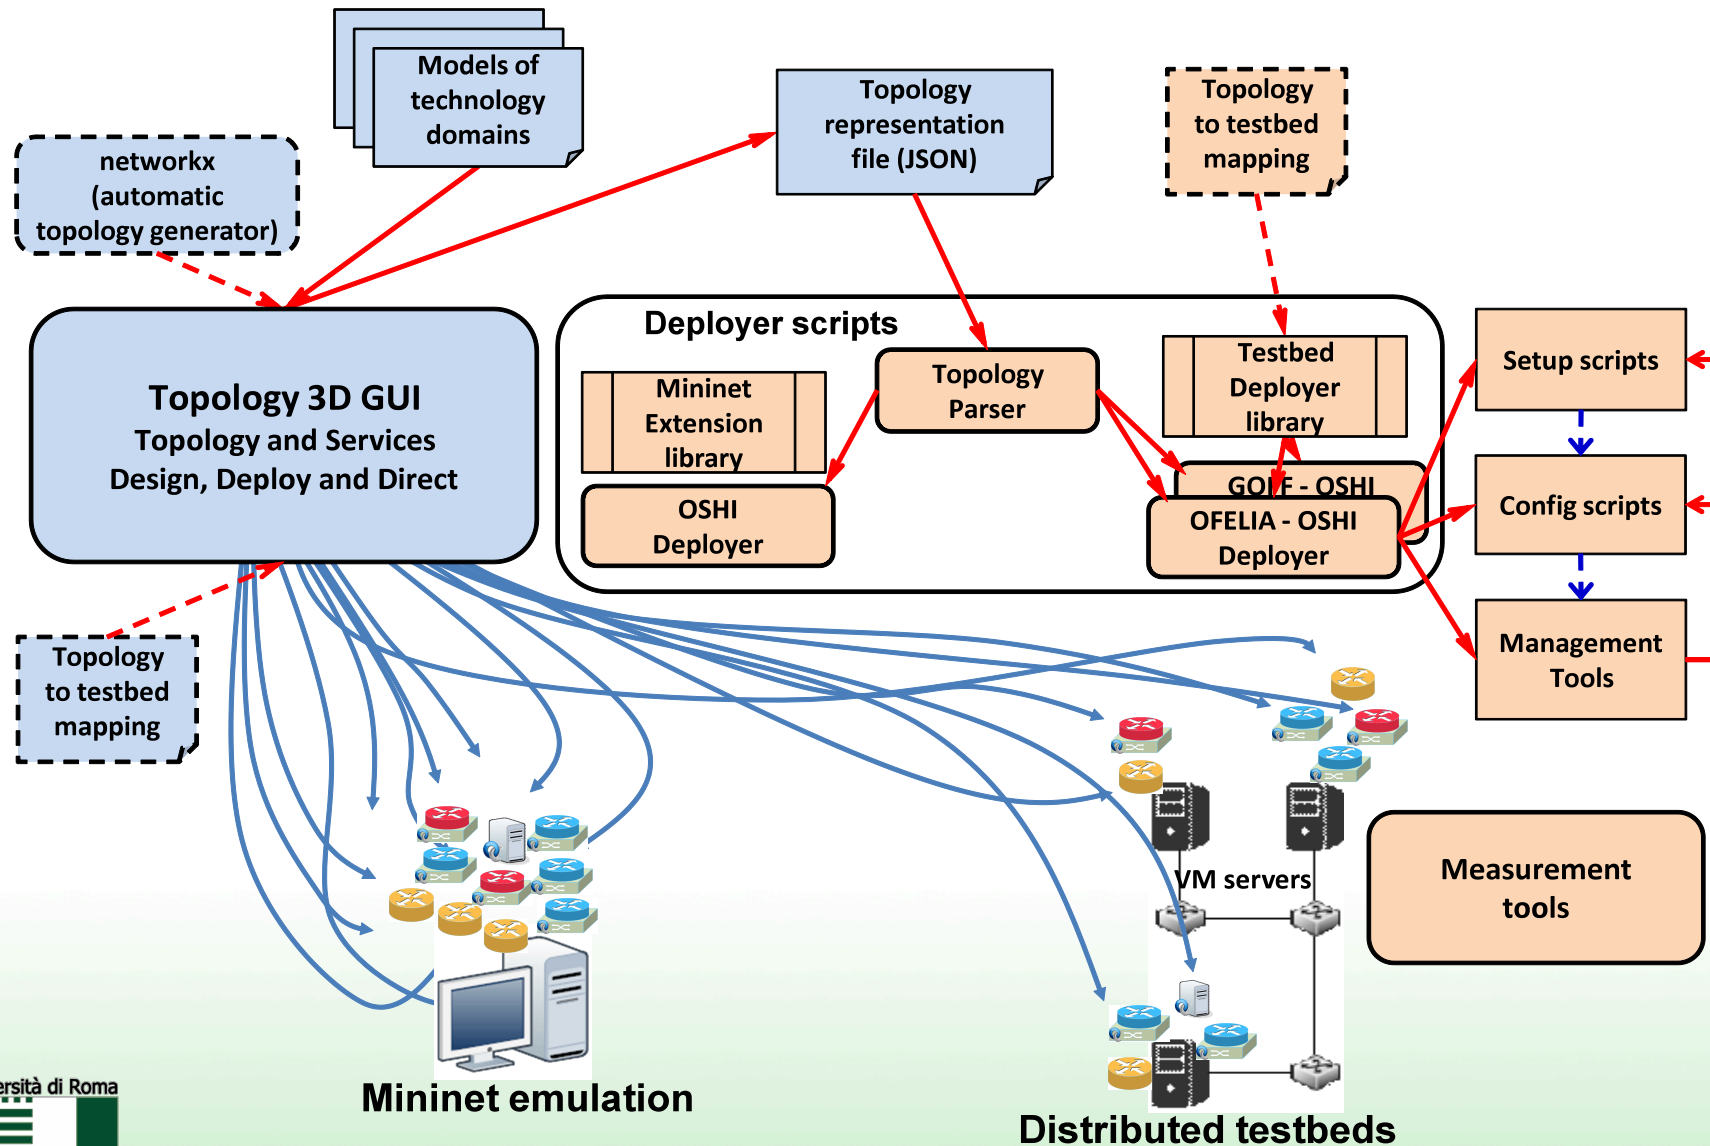 Models of
technology
domains
Topology
representation
file (JSON)
Topology
to testbed
mapping
networkx
(automatic
topology generator)
Deployer scripts
Topology 3D GUI
Topology and Services
Design, Deploy and Direct
Mininet
Extension
library
Topology
Parser
Testbed
Deployer
library
OSHI
Deployer
GOFF - OSHI
OFELIA - OSHI
Deployer
Setup scripts
Config scripts
Management
Tools
Topology
to testbed
mapping
VM servers
Measurement
tools
Mininet emulation
Distributed testbeds
ersità di Roma